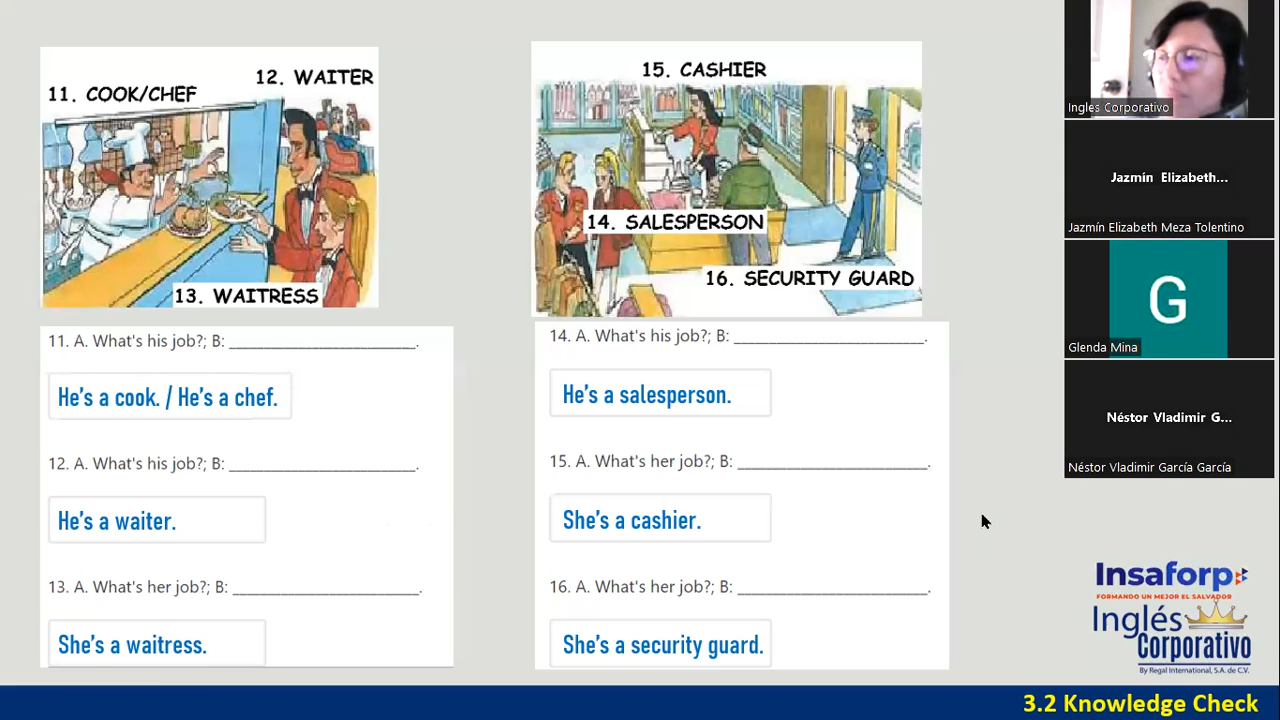 12. WAITER
11. COOK/CHEF
13. WAITRESS
11. A. What's his job?; B: ______________________.
He's a cook. / He's a chef.
12. A. What's his job?; B: ______________________.
He's a waiter.
13. A. What's her job?; B: ______________________.
She's a waitress.
15. CASHIER
14. SALESPERSON
16. SECURITY GUARD
14. A. What's his job?; B: ______________________.
He's a salesperson.
15. A. What's her job?; B: ______________________.
She's a cashier.
16. A. What's her job?; B: ______________________.
She's a security guard.
Ingles Corporativo
Jazmín Elizabeth...
Jazmín Elizabeth Meza Tolentino
G
Glenda Mina
Néstor Vladimir G...
Néstor Vladimir García García
Insaforp
FORMANDO UN MEJOR EL SALVADOR
Inglés
Corporativo
By Regal International, S.A. de C.V.
3.2 Knowledge Check